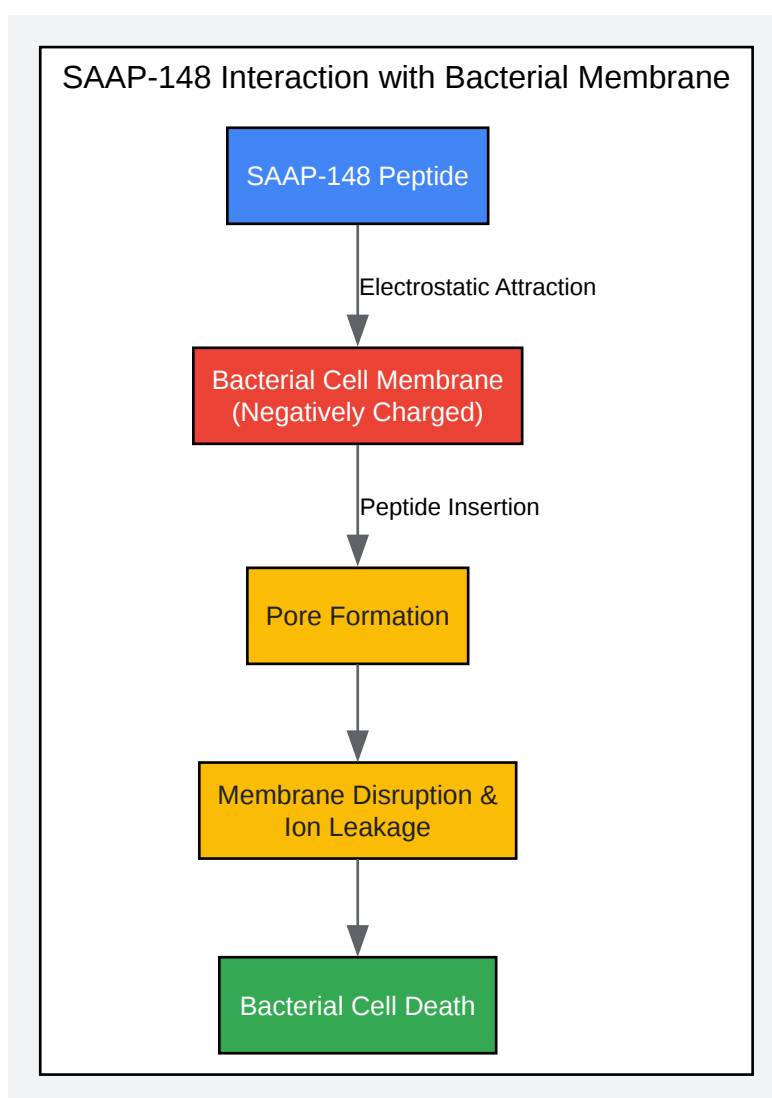 SAAP-148 Interaction with Bacterial Membrane
SAAP-148 Peptide
Electrostatic Attraction
Bacterial Cell Membrane
(Negatively Charged)
Peptide Insertion
Pore Formation
Membrane Disruption &
Ion Leakage
Bacterial Cell Death